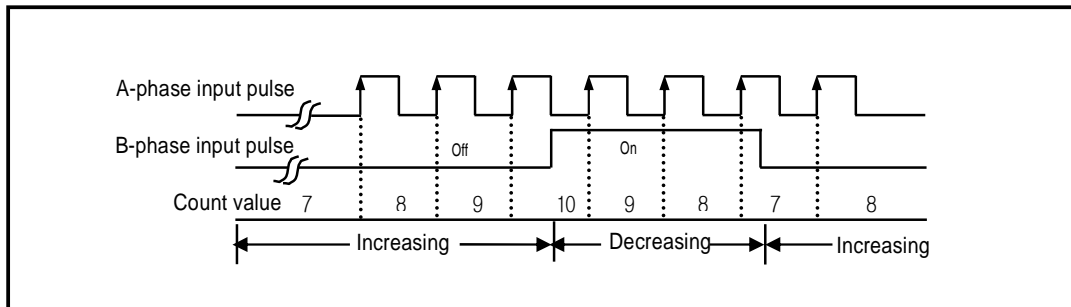 A-phase input pulse
B-phase input pulse
Off
On
Count value
7
8
9
10
9
8
7
8
Increasing
Decreasing
Increasing